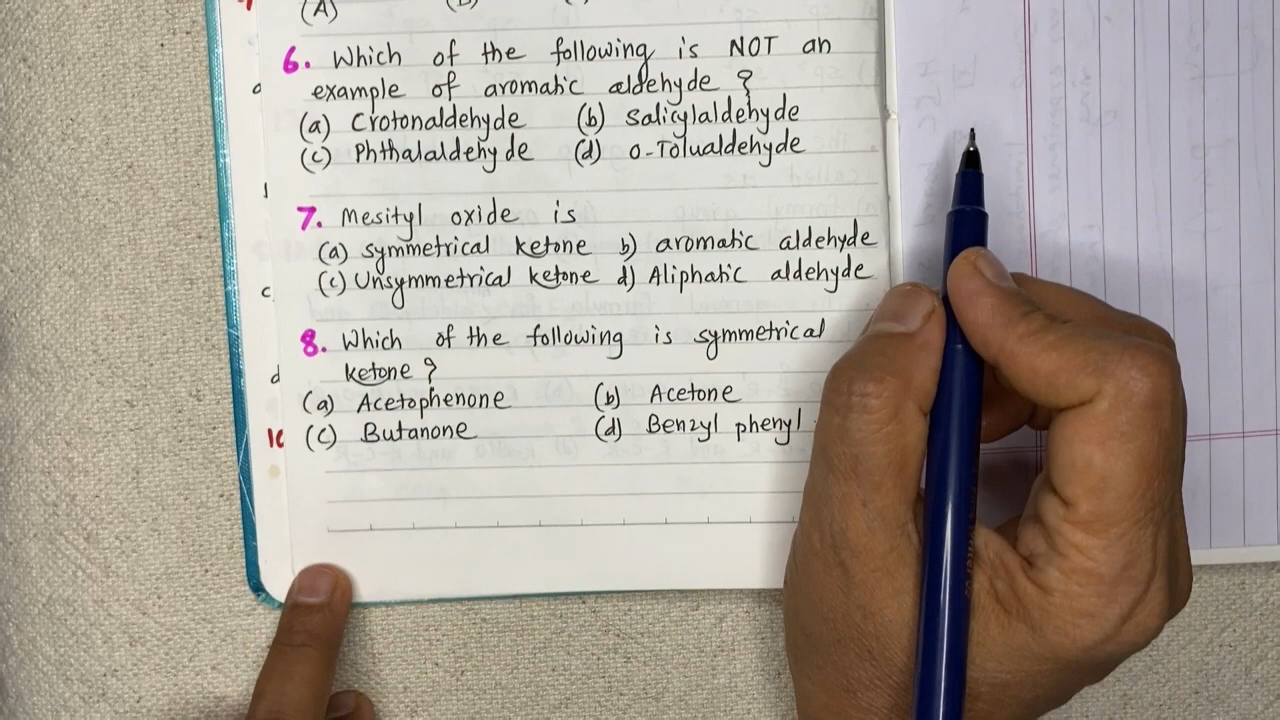 (A)
6. Which of the following is NOT an
example of aromatic aldehyde ?
(a) Crotonaldehyde (b) Salicylaldehyde
(c) Phthalaldehyde (d) o-Tolualdehyde
7. Mesityl oxide is
(a) symmetrical ketone b) aromatic aldehyde
(c) Unsymmetrical ketone d) Aliphatic aldehyde
8. Which of the following is symmetrical
ketone ?
(a) Acetophenone (b) Acetone
(C) Butanone (d) Benzyl phenyl